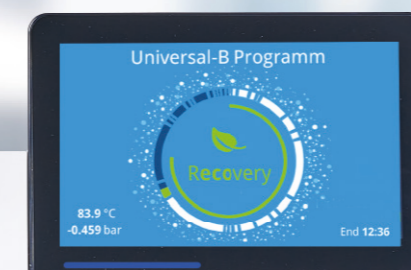 Universal-B Programm
Recovery
83.9 °C
-0.459 bar
End 12:36